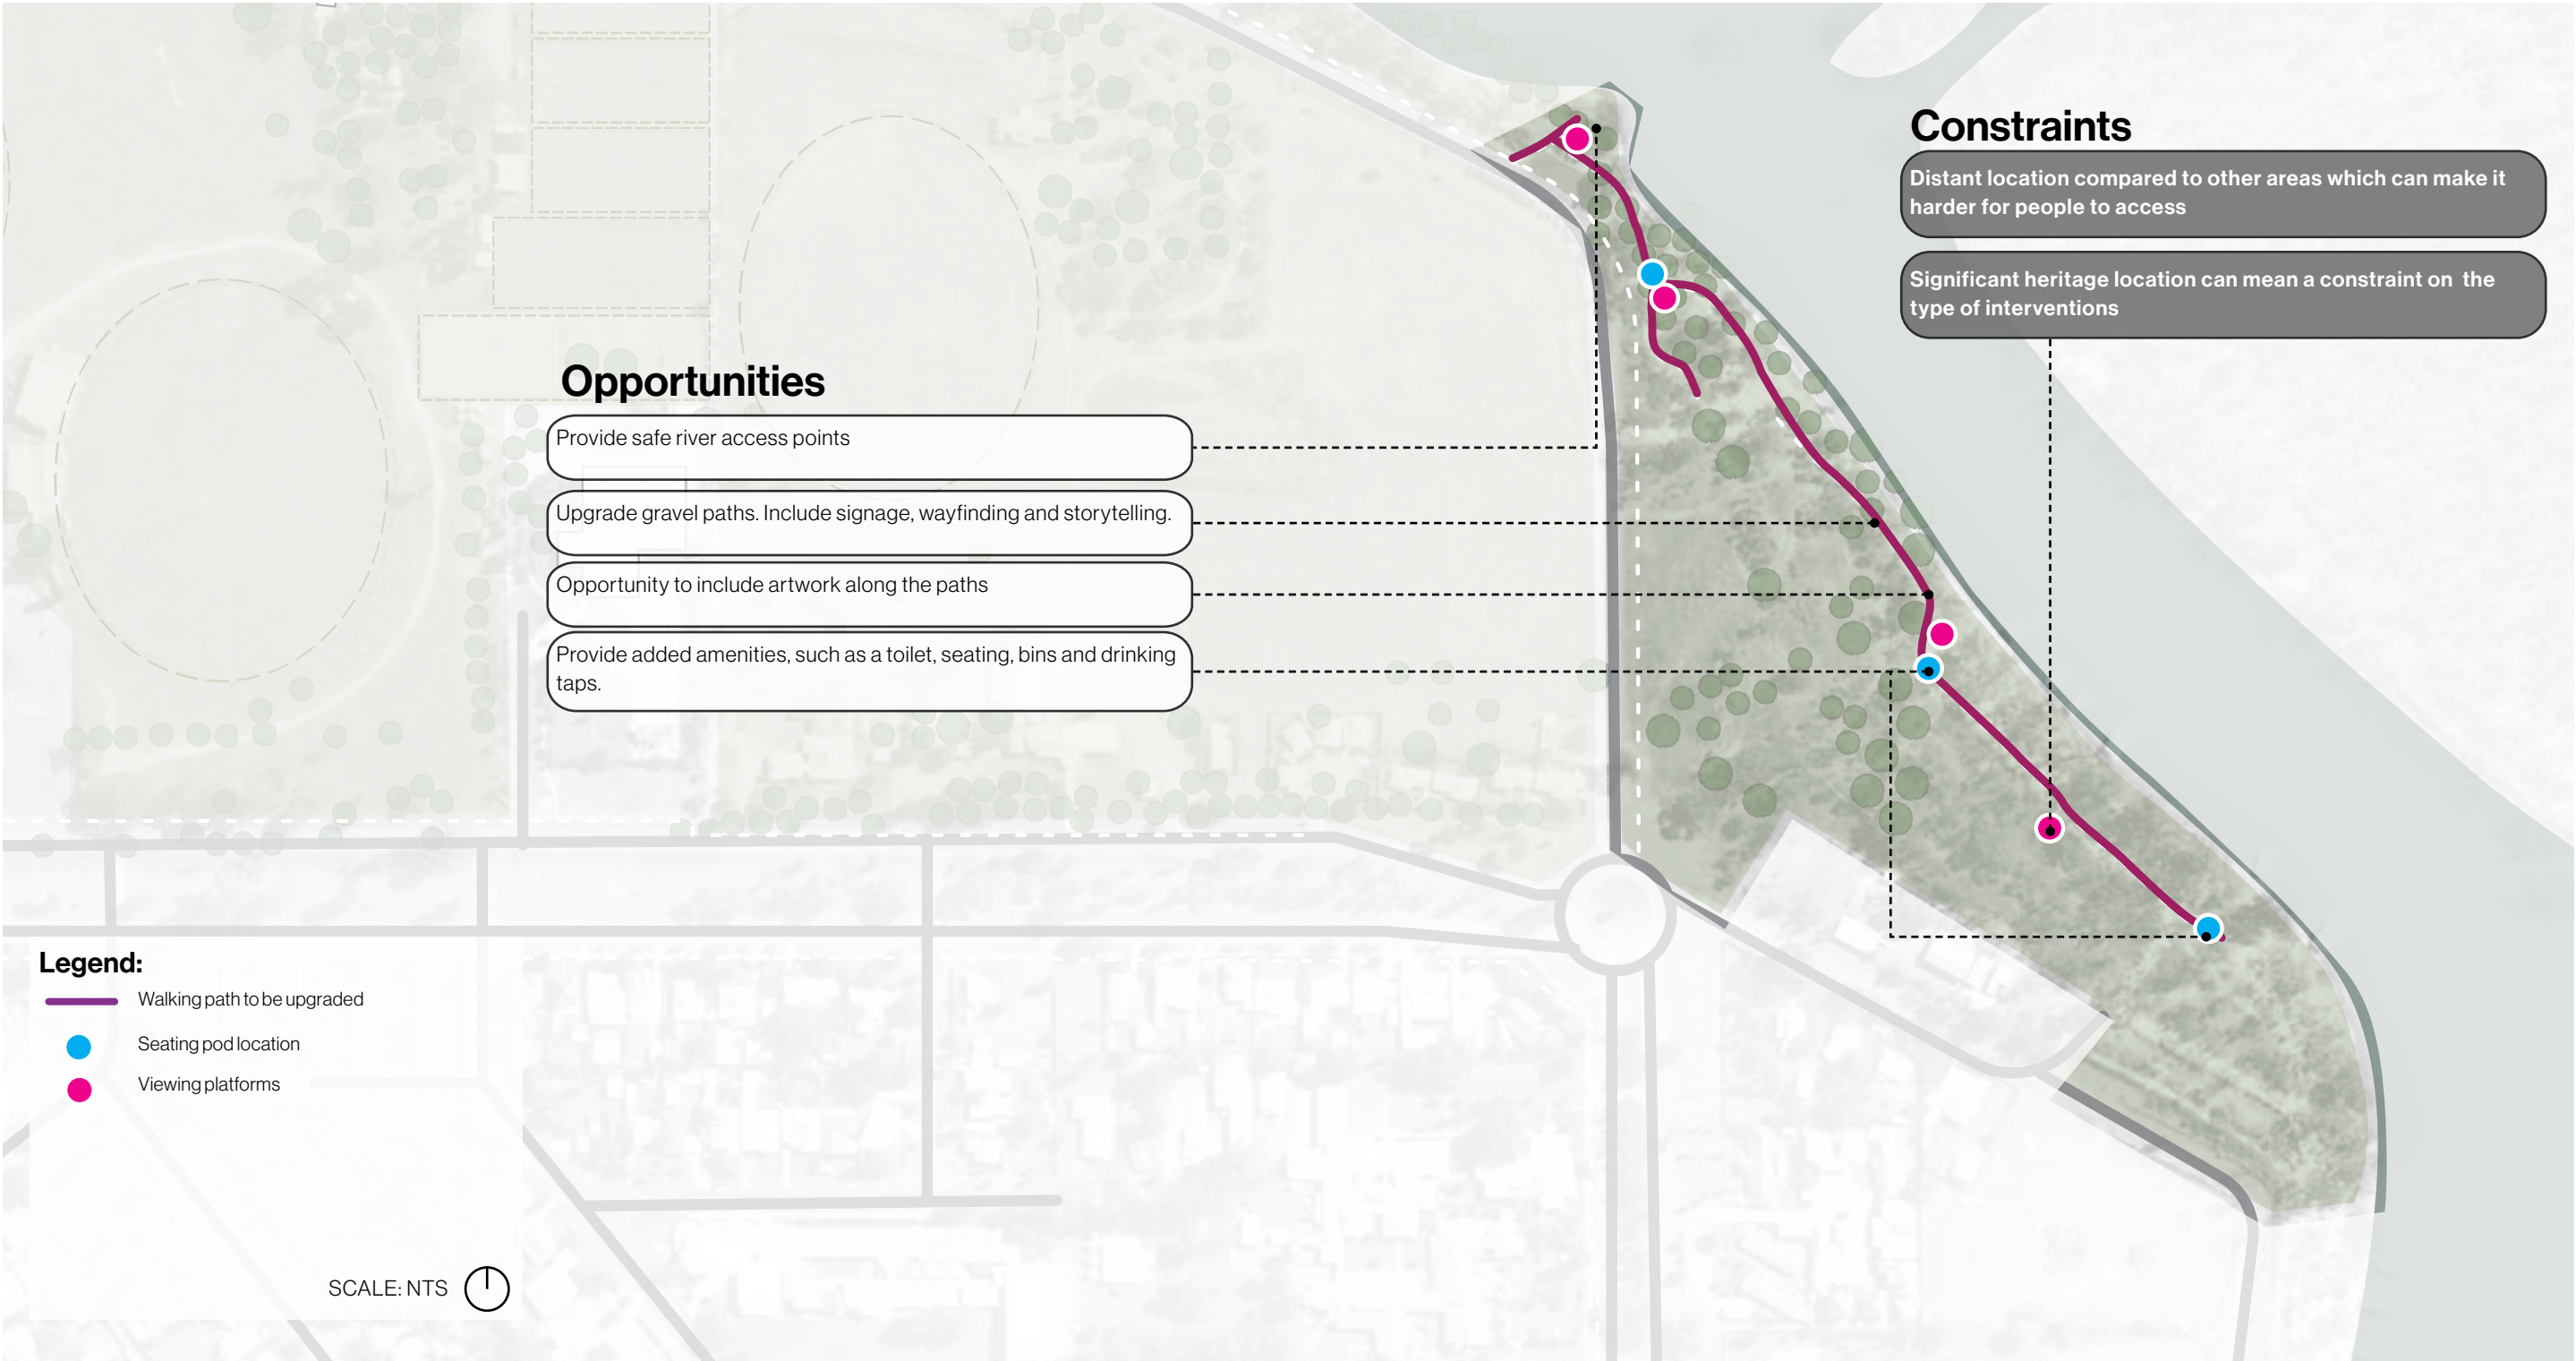 Constraints
Distant location compared to other areas which can make it
harder for people to access
Significant heritage location can mean a constraint on  the
type of interventions
Opportunities
Provide safe river access points
Upgrade gravel paths. Include signage, wayfinding and storytelling.
Opportunity to include artwork along the paths
Provide added amenities, such as a toilet, seating, bins and drinking
taps.
Legend:
Walking path to be upgraded
Seating pod location
Viewing platforms
SCALE: NTS